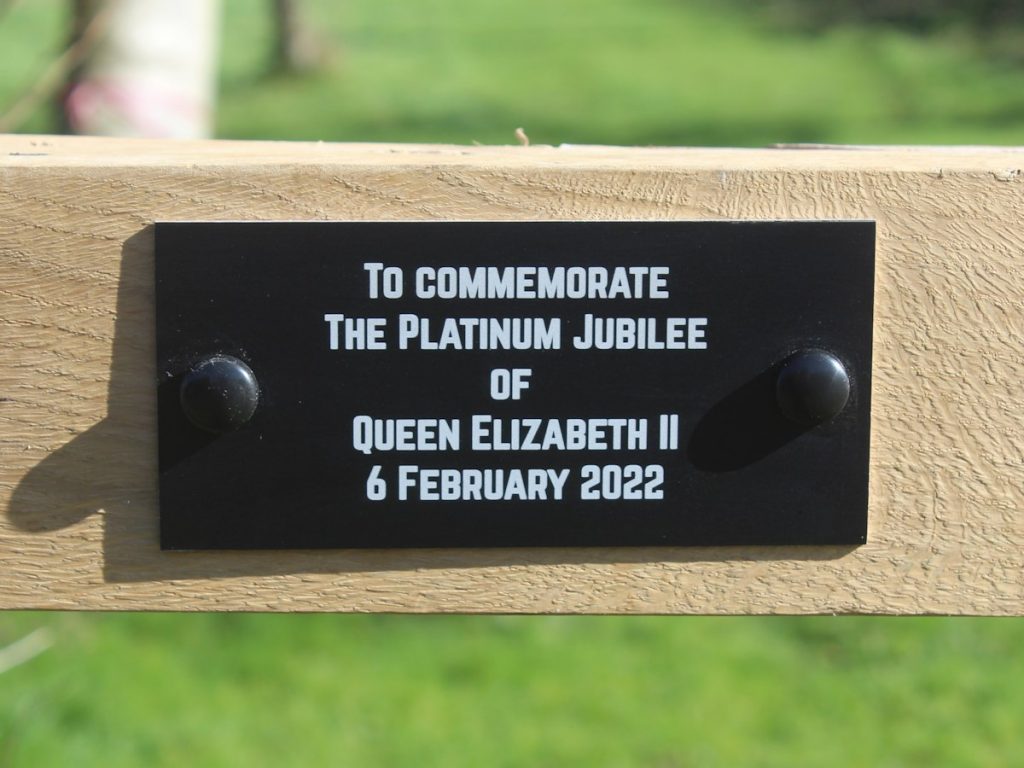 To commemorate
The Platinum Jubilee
of
Queen Elizabeth II
6 February 2022